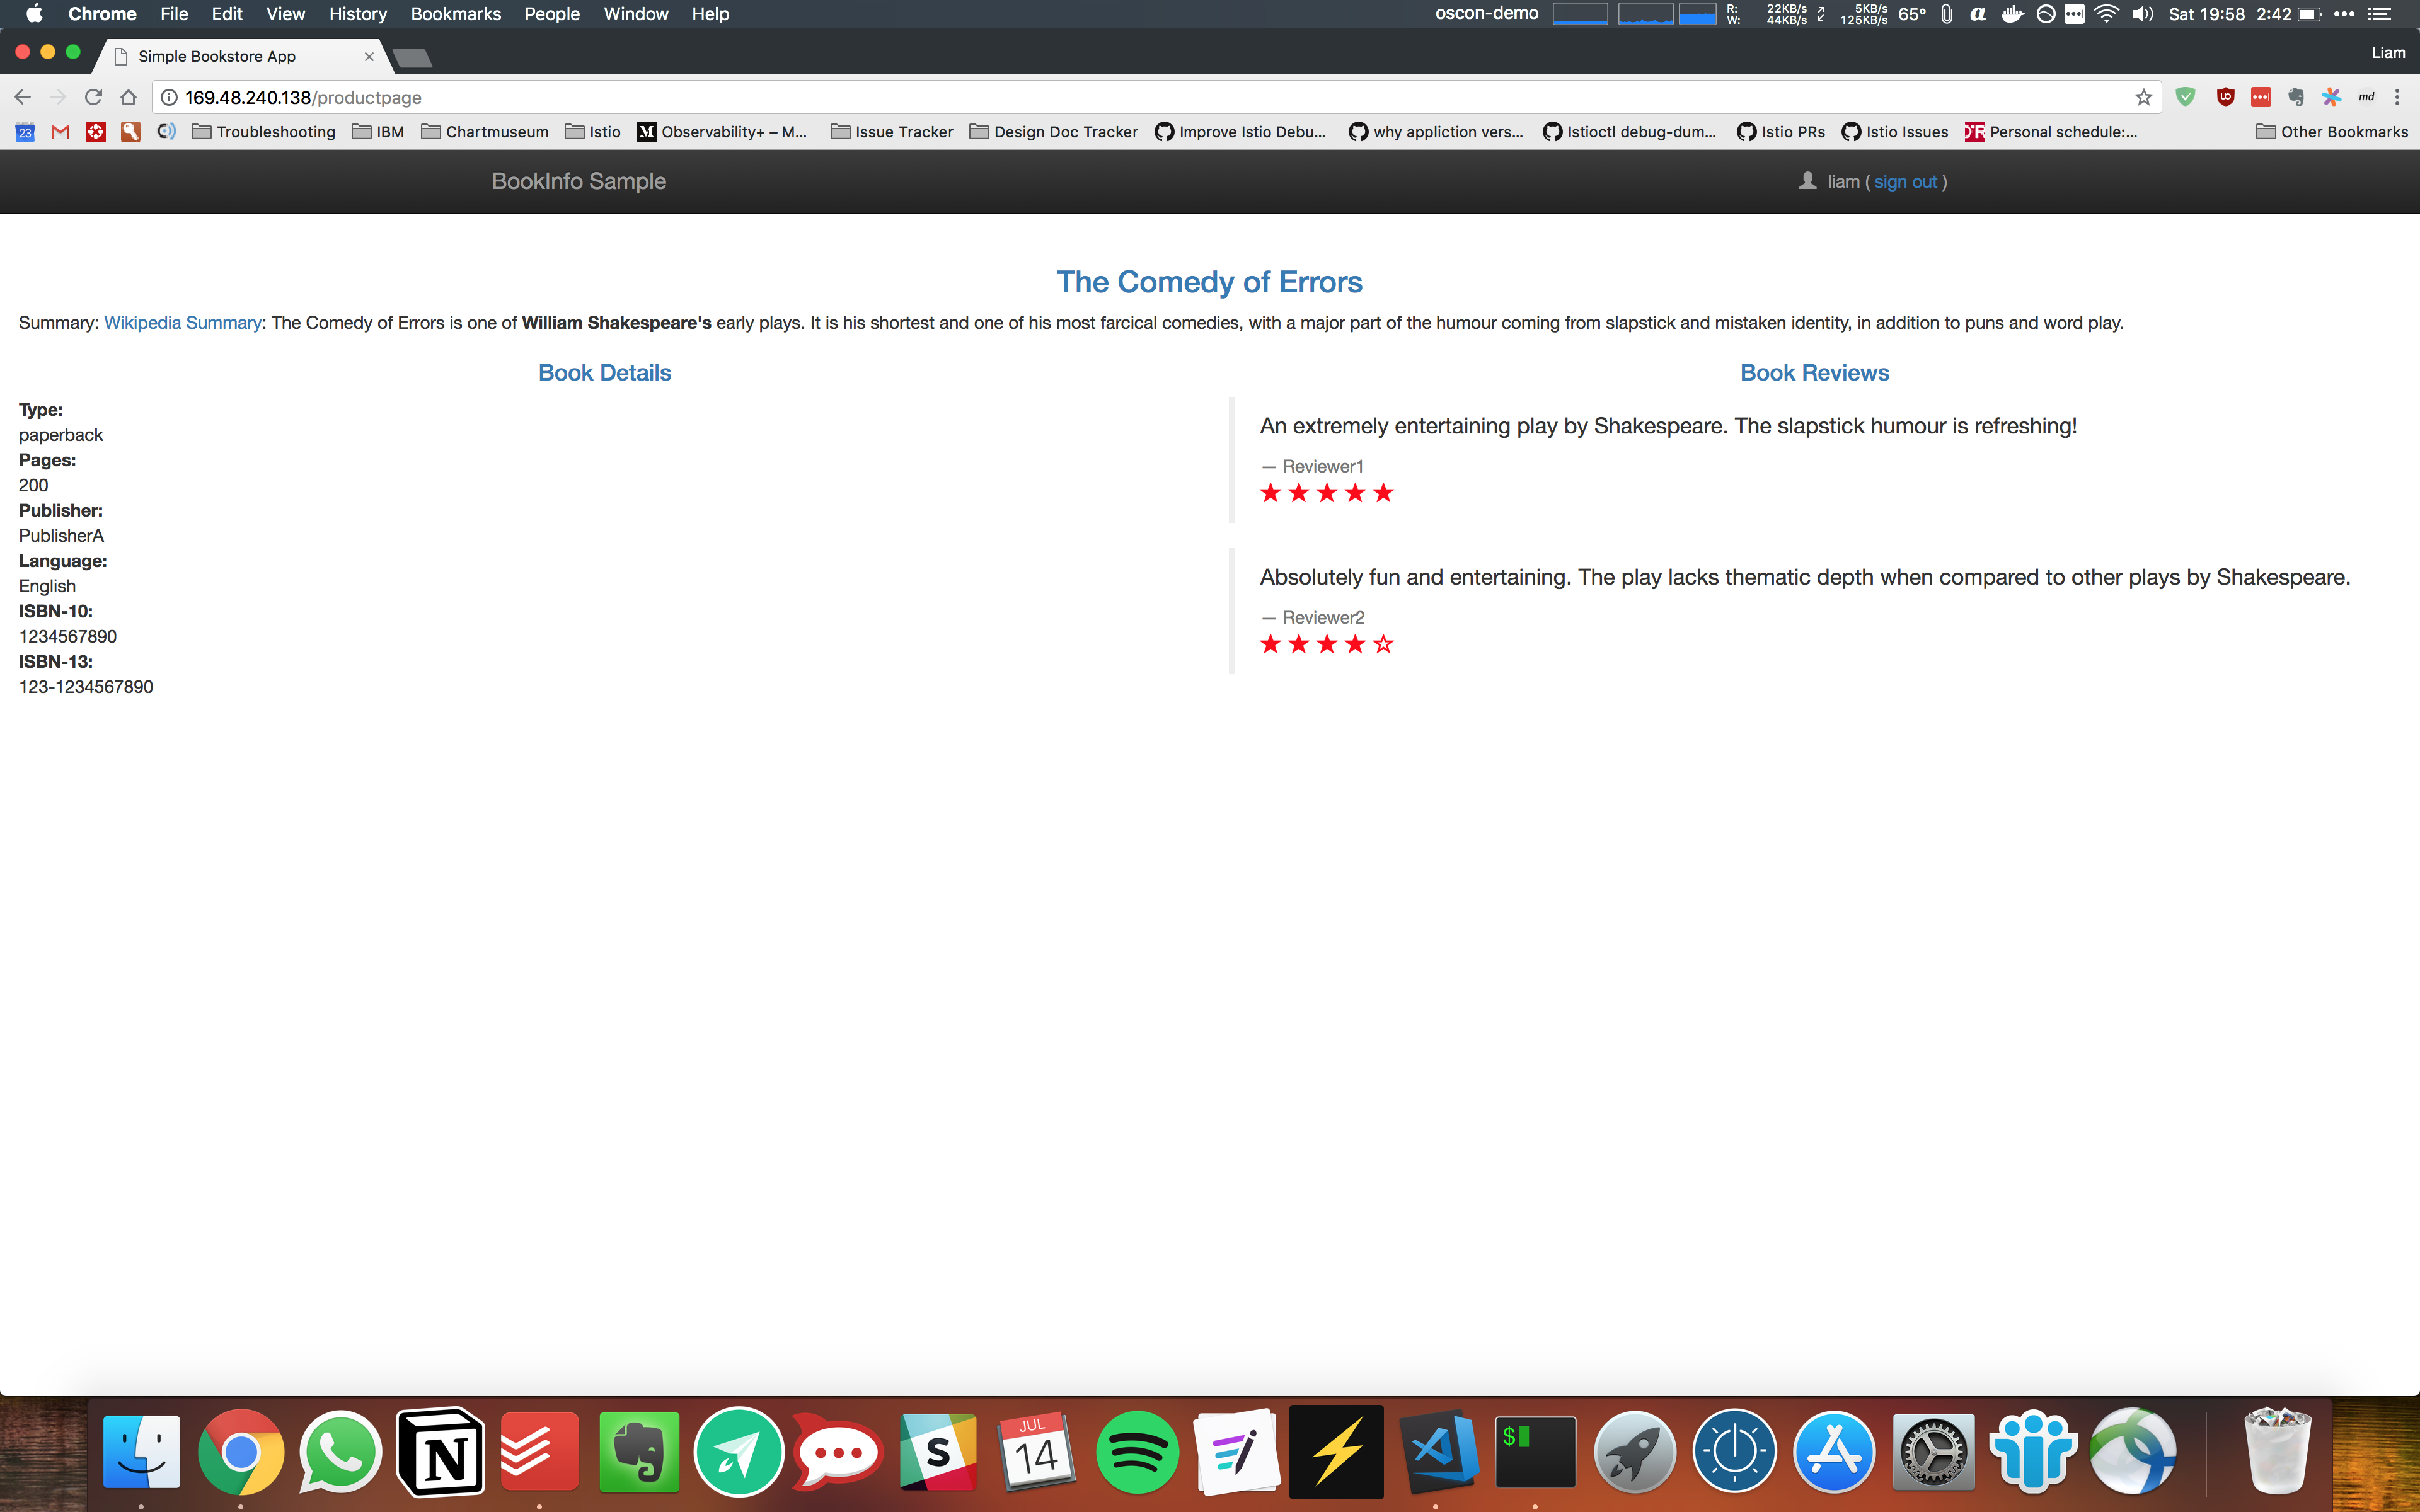 Chrome File Edit View History Bookmarks People Window Help oscon-demo R: W: 22KB/s 44KB/s 5KB/s 125KB/s 65° a Sat 19:58 2:42
Simple Bookstore App Liam
169.48.240.138/productpage md
23 Troubleshooting IBM Chartmuseum Istio M Observability+ – M... Issue Tracker Design Doc Tracker Improve Istio Debu... why appliction vers... Istioctl debug-dum... Istio PRs Istio Issues Personal schedule:... Other Bookmarks
BookInfo Sample liam ( sign out )
The Comedy of Errors
Summary: Wikipedia Summary: The Comedy of Errors is one of William Shakespeare's early plays. It is his shortest and one of his most farcical comedies, with a major part of the humour coming from slapstick and mistaken identity, in addition to puns and word play.
Book Details
Type:
paperback
Pages:
200
Publisher:
PublisherA
Language:
English
ISBN-10:
1234567890
ISBN-13:
123-1234567890
Book Reviews
An extremely entertaining play by Shakespeare. The slapstick humour is refreshing!
— Reviewer1
Absolutely fun and entertaining. The play lacks thematic depth when compared to other plays by Shakespeare.
— Reviewer2
N S JUL 14 $